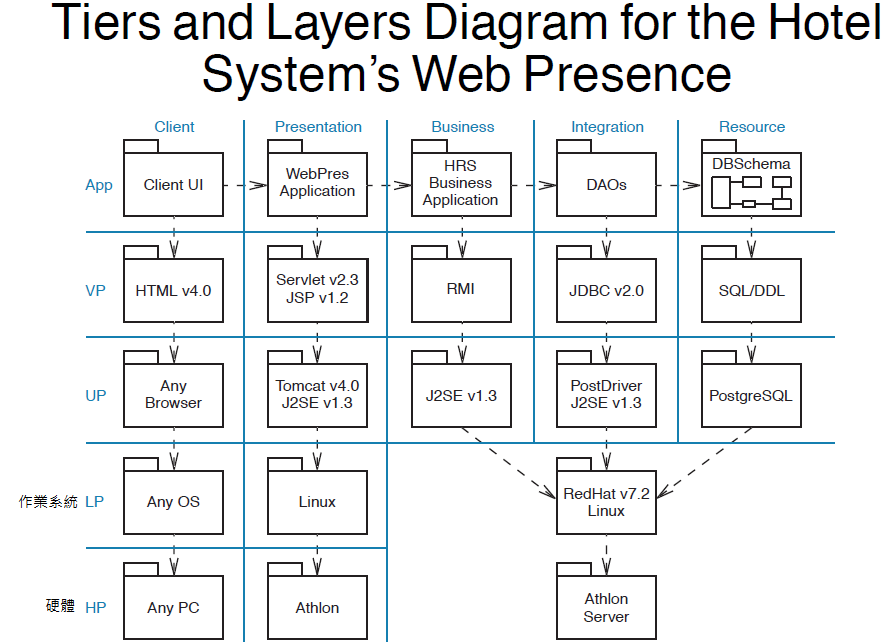 Tiers and Layers Diagram for the Hotel
System's Web Presence
Client Presentation Business Integration Resource
App
Client UI
WebPres
Application
HRS
Business
Application
DAOs
DBSchema
VP
HTML v4.0
Servlet v2.3
JSP v1.2
RMI
JDBC v2.0
SQL/DDL
UP
Any
Browser
Tomcat v4.0
J2SE v1.3
J2SE v1.3
PostDriver
J2SE v1.3
PostgreSQL
作業系統 LP
Any OS
Linux
RedHat v7.2
Linux
硬體 HP
Any PC
Athlon
Athlon
Server